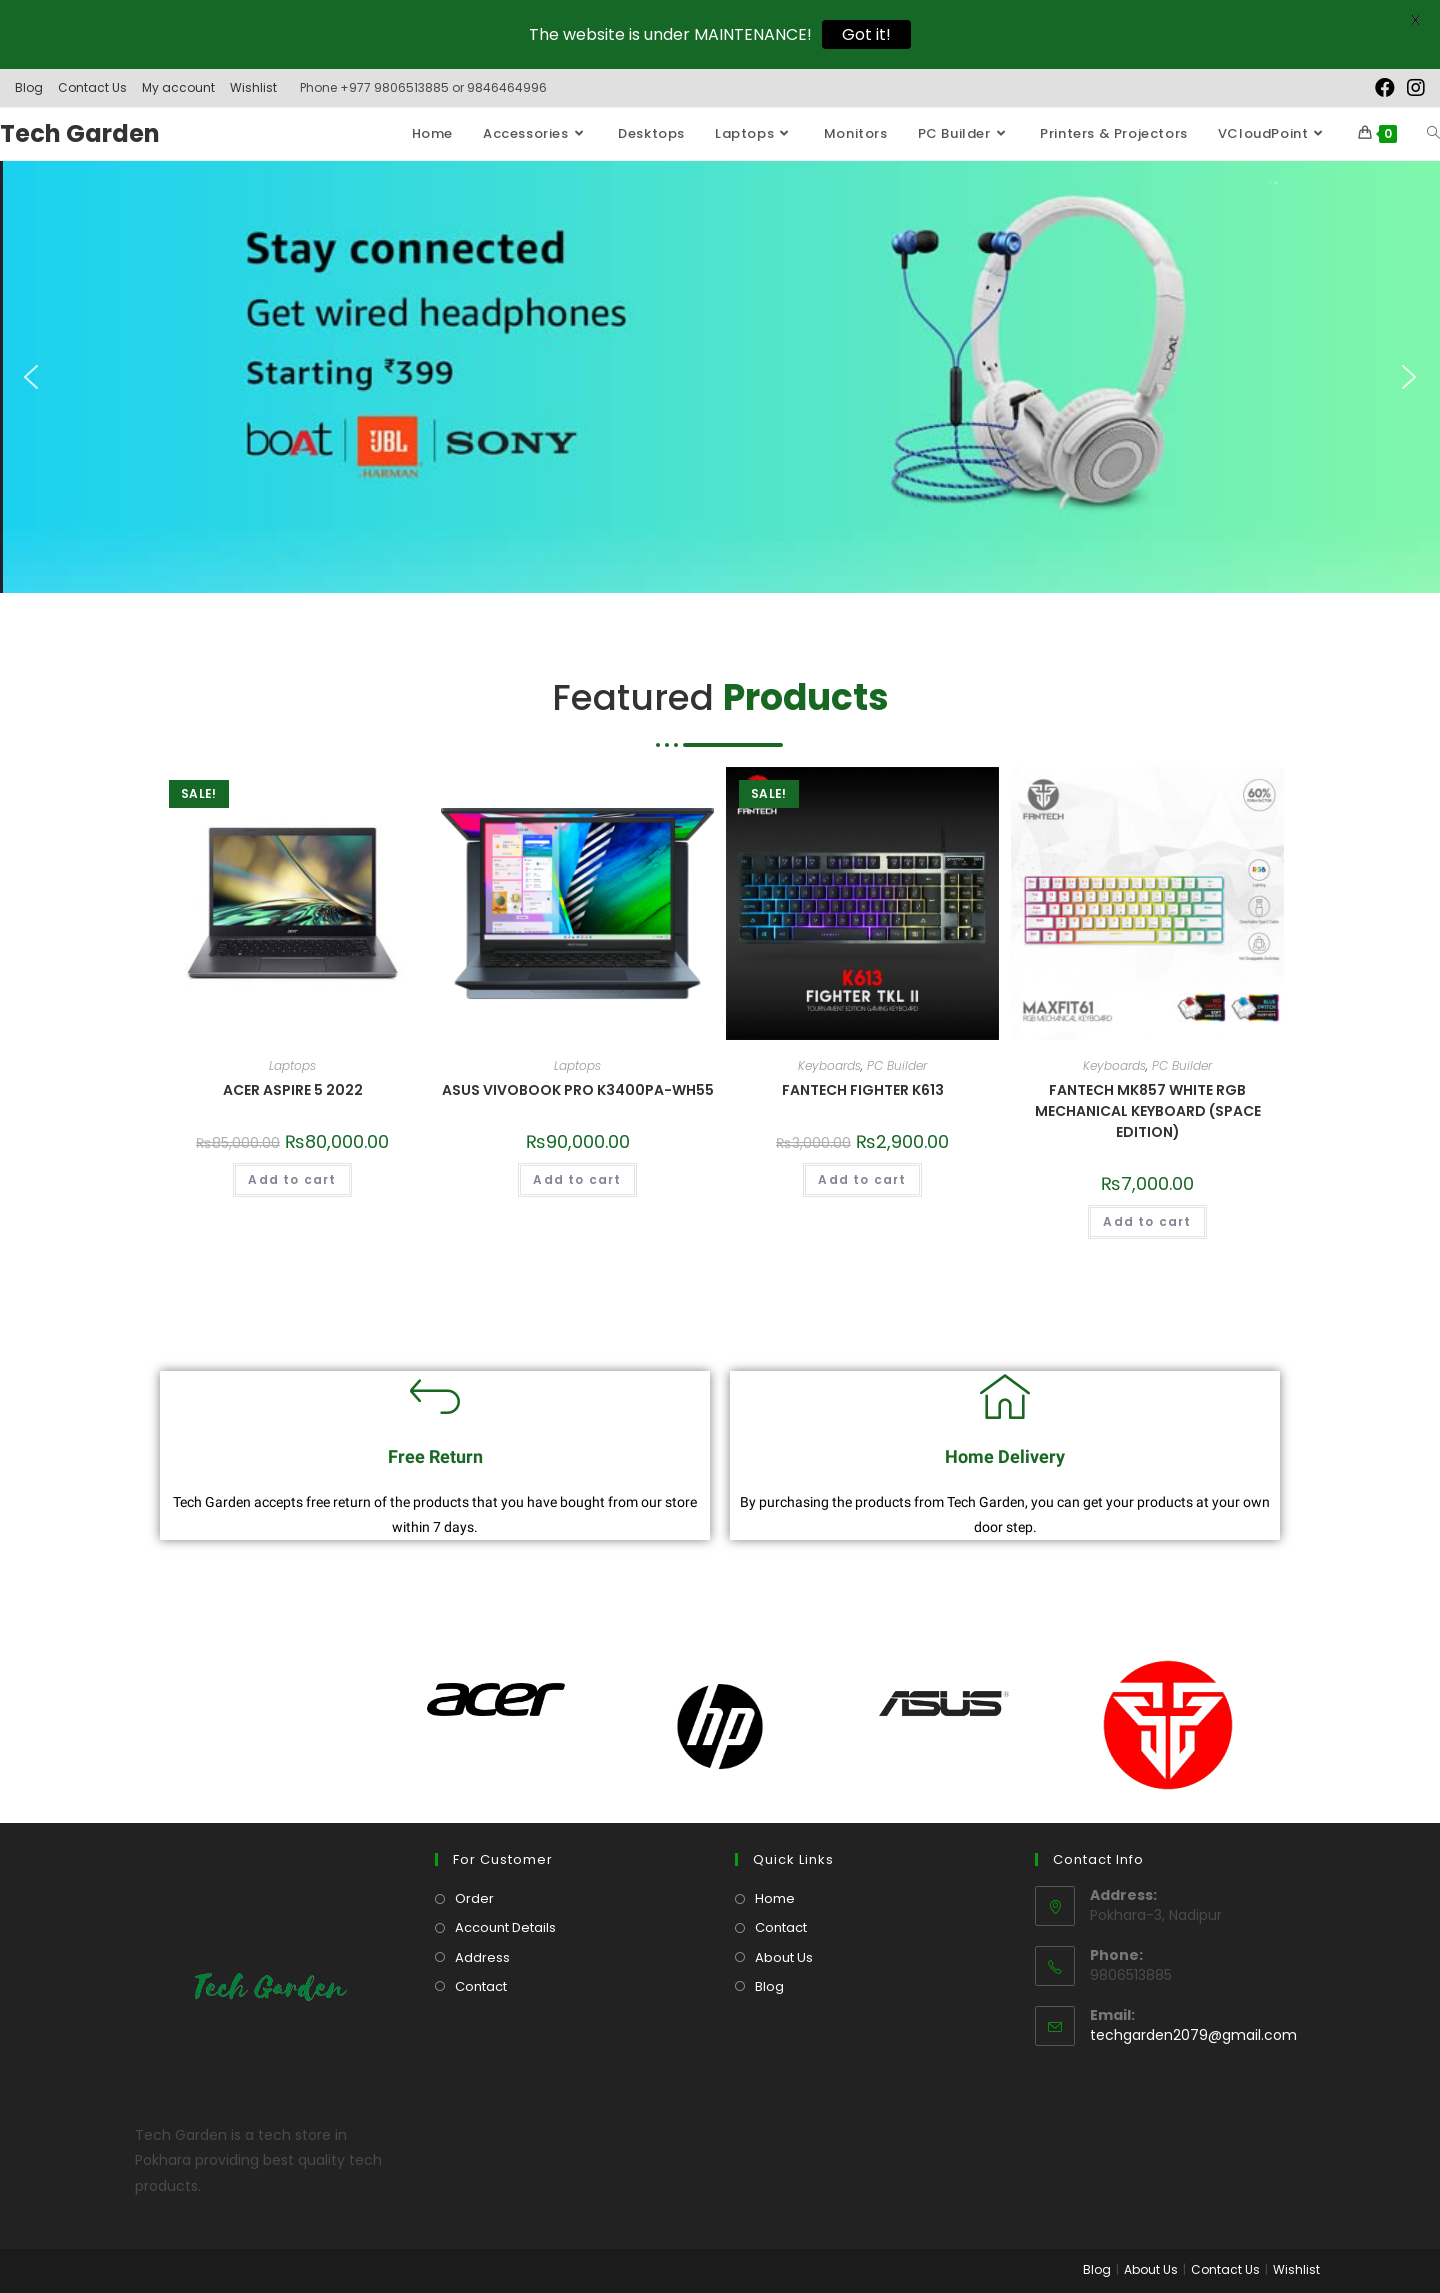 The website is under MAINTENANCE! Got it! X
Blog Contact Us My account Wishlist Phone +977 9806513885 or 9846464996
Tech Garden
Home Accessories Desktops Laptops Monitors PC Builder Printers & Projectors VCloudPoint 0
Stay connected
Get wired headphones
Starting ₹399
boAt JBL SONY
HARMAN
boAt
Featured Products
SALE!
acer
SALE!
FANTECH
K613
FIGHTER TKL II
TOURNAMENT EDITION GAMING KEYBOARD
FANTECH
60%
RGB
MAXFIT61
RGB MECHANICAL KEYBOARD
Laptops
ACER ASPIRE 5 2022
₨85,000.00 ₨80,000.00
Add to cart
Laptops
ASUS VIVOBOOK PRO K3400PA-WH55
₨90,000.00
Add to cart
Keyboards, PC Builder
FANTECH FIGHTER K613
₨3,000.00 ₨2,900.00
Add to cart
Keyboards, PC Builder
FANTECH MK857 WHITE RGB
MECHANICAL KEYBOARD (SPACE
EDITION)
₨7,000.00
Add to cart
Free Return
Tech Garden accepts free return of the products that you have bought from our store
within 7 days.
Home Delivery
By purchasing the products from Tech Garden, you can get your products at your own
door step.
acer
hp
ASUS
Tech Garden
Tech Garden is a tech store in
Pokhara providing best quality tech
products.
For Customer
Order
Account Details
Address
Contact
Quick Links
Home
Contact
About Us
Blog
Contact Info
Address:
Pokhara-3, Nadipur
Phone:
9806513885
Email:
techgarden2079@gmail.com
Blog About Us Contact Us Wishlist